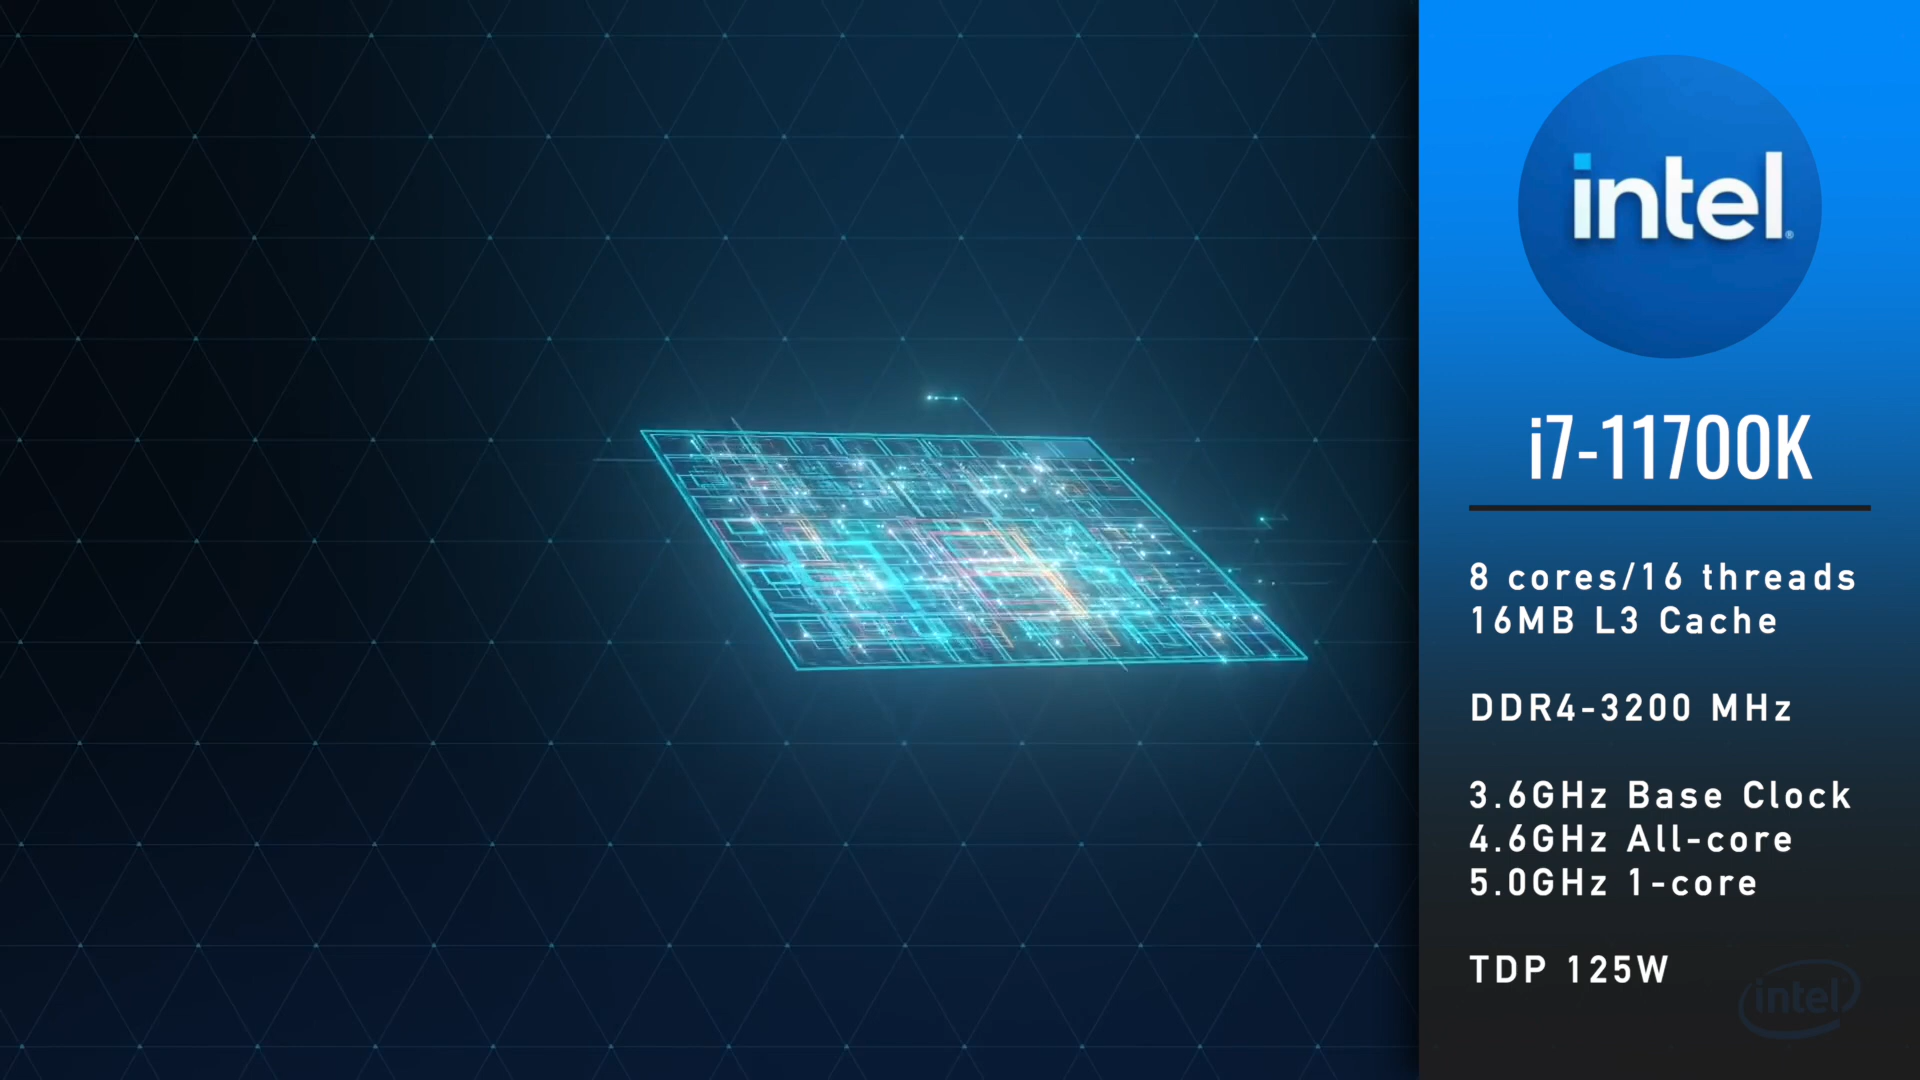 intel®
i7-11700K
8 cores/16 threads
16MB L3 Cache
DDR4-3200 MHz
3.6GHz Base Clock
4.6GHz All-core
5.0GHz 1-core
TDP 125W
intel